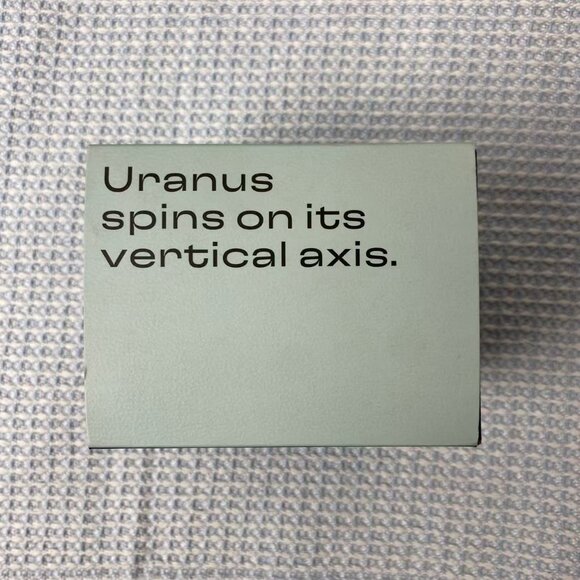 Uranus
spins on its
vertical axis.